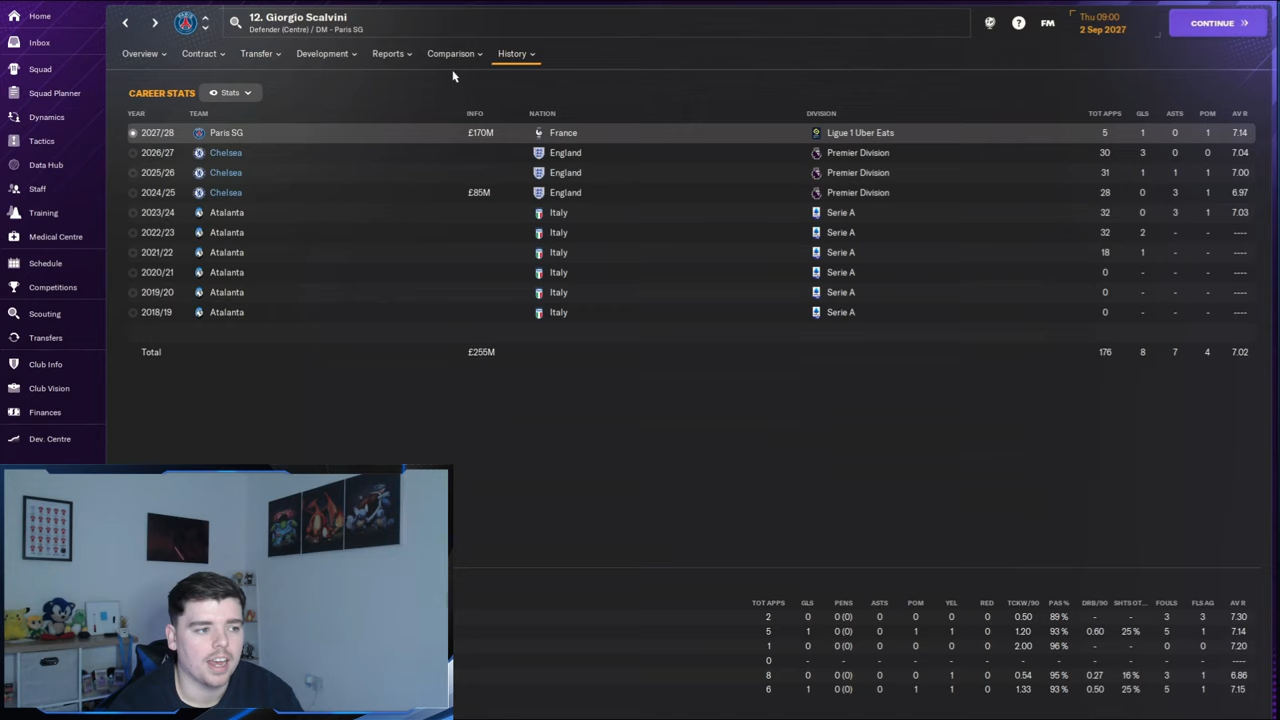 Home
12. Giorgio Scalvini
Defender (Centre) / DM - Paris SG
FM
Thu 09:00
2 Sep 2027
CONTINUE
Inbox
Overview Contract Transfer Development Reports Comparison History
Squad
Squad Planner
CAREER STATS Stats
YEAR TEAM INFO NATION DIVISION TOT APPS GLS ASTS POM AV R
Dynamics
2027/28 Paris SG £170M France Ligue 1 Uber Eats 5 1 0 1 7.14
Tactics
2026/27 Chelsea England Premier Division 30 3 0 0 7.04
Data Hub
2025/26 Chelsea England Premier Division 31 1 1 1 7.00
Staff
2024/25 Chelsea £85M England Premier Division 28 0 3 1 6.97
Training
2023/24 Atalanta Italy Serie A 32 0 3 1 7.03
Medical Centre
2022/23 Atalanta Italy Serie A 32 2 - - ----
2021/22 Atalanta Italy Serie A 18 1 - - ----
Schedule
2020/21 Atalanta Italy Serie A 0 - - - ----
Competitions
2019/20 Atalanta Italy Serie A 0 - - - ----
Scouting
2018/19 Atalanta Italy Serie A 0 - - - ----
Transfers
Total £255M 176 8 7 4 7.02
Club Info
Club Vision
Finances
Dev. Centre
TOT APPS GLS PENS ASTS POM YEL RED TCKW/90 PAS % DRB/90 SHTS OT... FOULS FLS AG AV R
2 0 0 (0) 0 0 0 0 0.50 89 % - - 3 3 7.30
5 1 0 (0) 0 1 1 0 1.20 93 % 0.60 25 % 5 1 7.14
1 0 0 (0) 0 0 0 0 2.00 96 % - - 0 0 7.20
0 - - - - - - - - - - - - ----
8 0 0 (0) 0 0 1 0 0.54 95 % 0.27 16 % 3 1 6.86
6 1 0 (0) 0 1 1 0 1.33 93 % 0.50 25 % 5 1 7.15